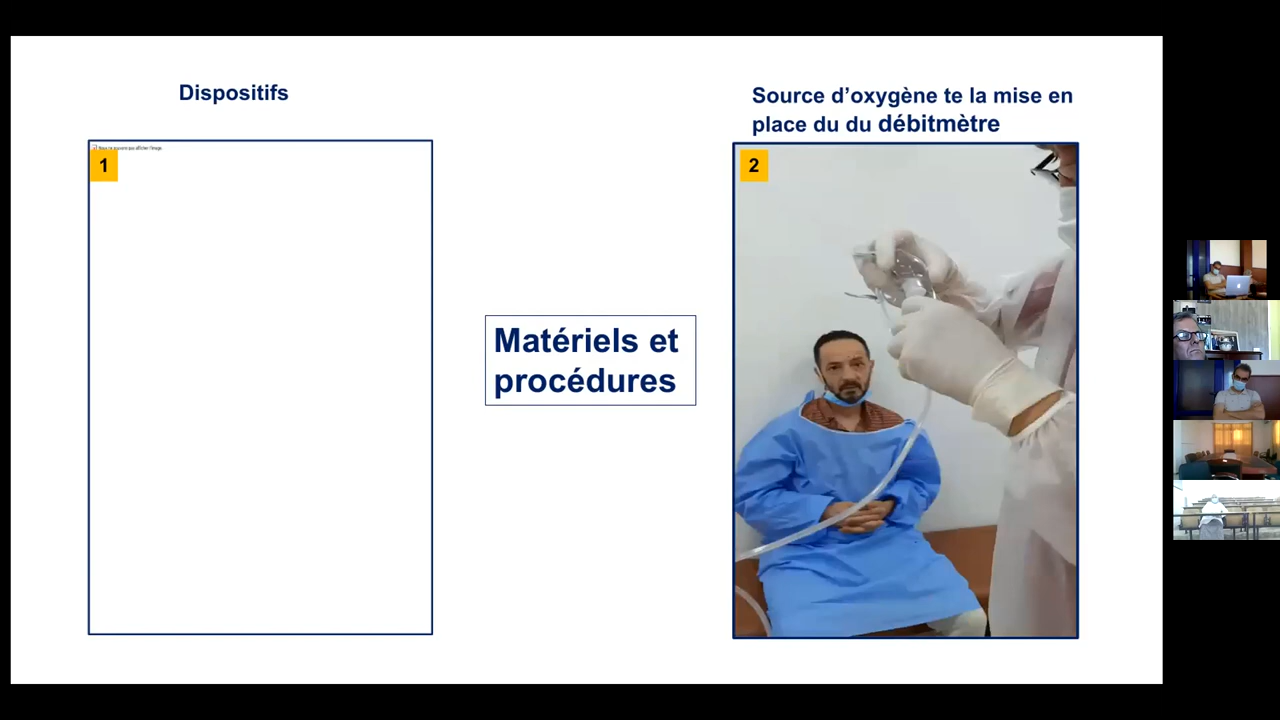 Dispositifs
Source d’oxygène te la mise en
place du du débitmètre
1
2
Matériels et
procédures